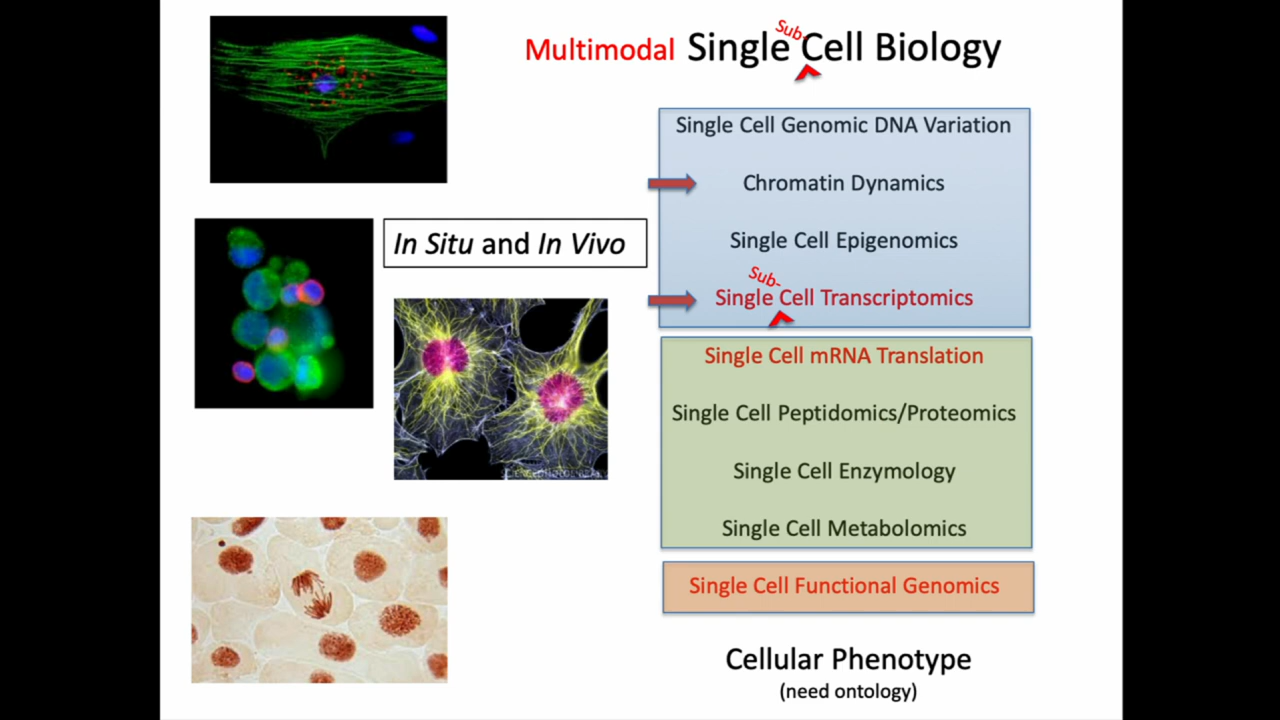 Sub-
Multimodal Single Cell Biology
Single Cell Genomic DNA Variation
Chromatin Dynamics
In Situ and In Vivo
Single Cell Epigenomics
Sub-
Single Cell Transcriptomics
Single Cell mRNA Translation
Single Cell Peptidomics/Proteomics
Single Cell Enzymology
Single Cell Metabolomics
Single Cell Functional Genomics
Cellular Phenotype
(need ontology)